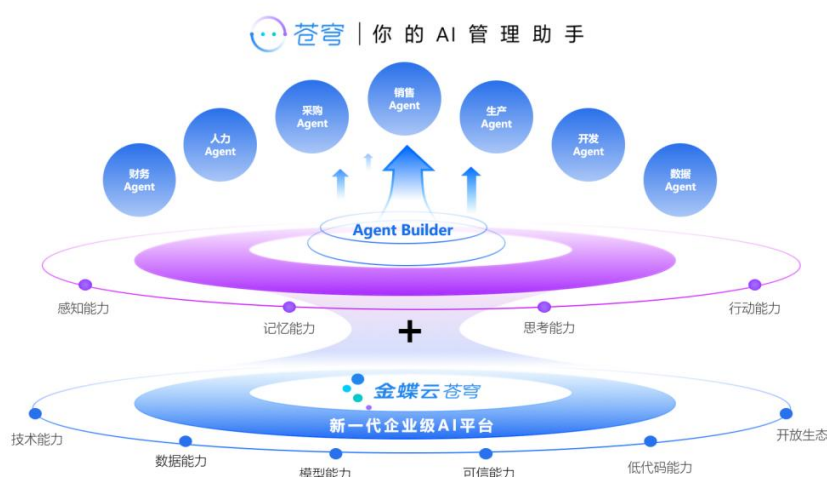 苍穹 | 你的AI管理助手
销售
Agent
采购
Agent
生产
Agent
人力
Agent
开发
Agent
财务
Agent
数据
Agent
Agent Builder
感知能力
记忆能力
思考能力
行动能力
+
金蝶云苍穹
新一代企业级AI平台
技术能力
数据能力
模型能力
可信能力
低代码能力
开放生态